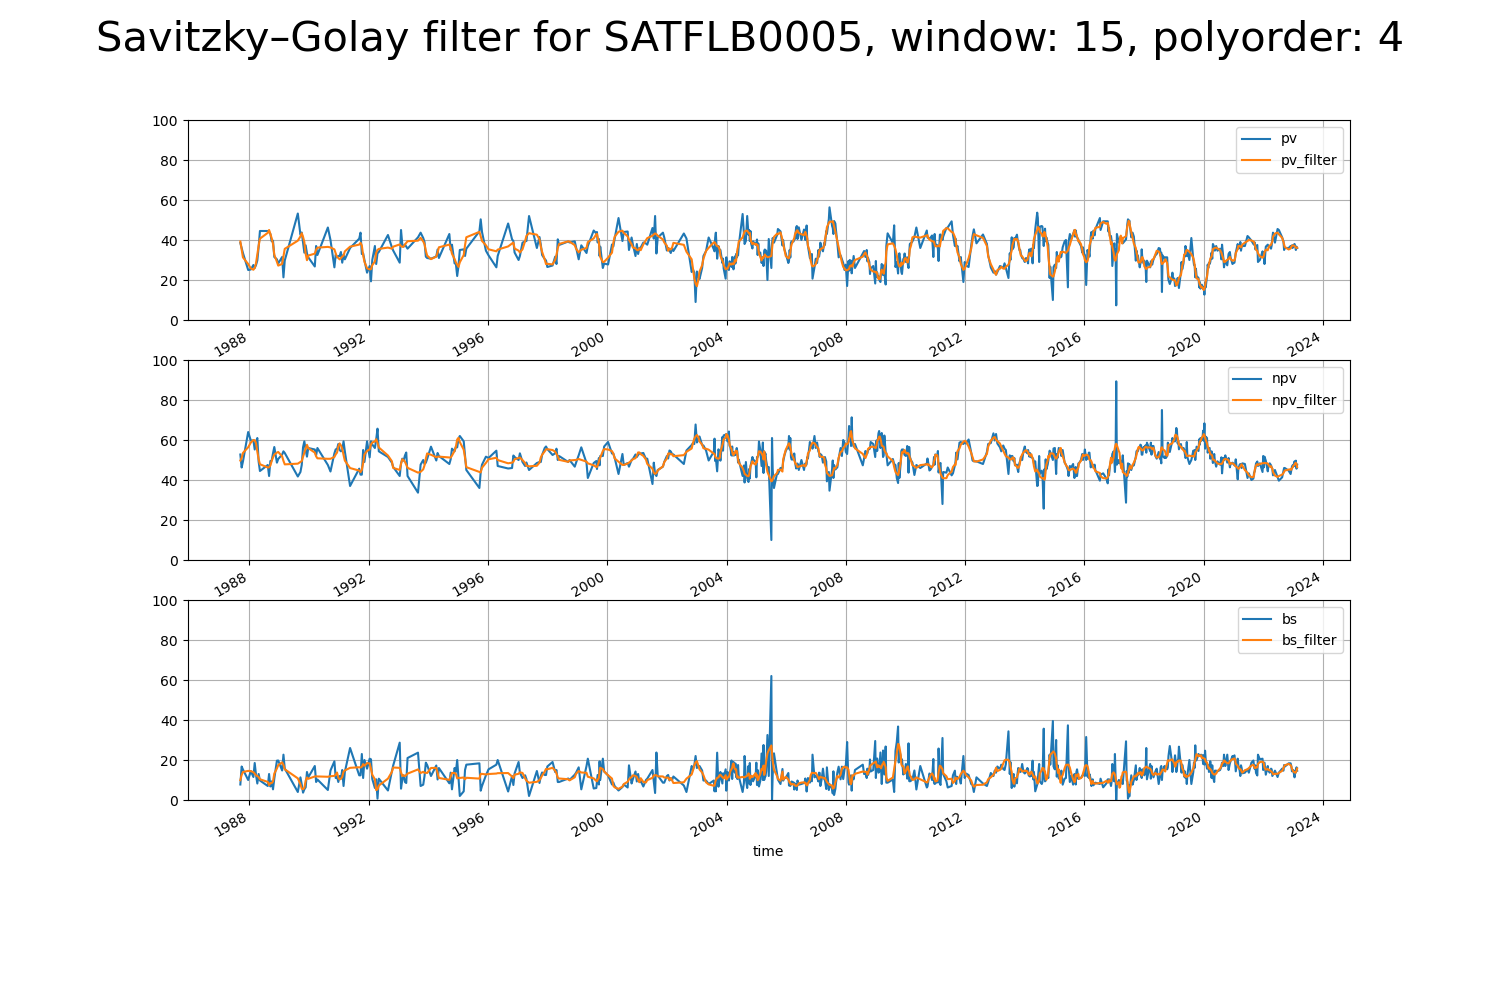 Savitzky–Golay filter for SATFLB0005, window: 15, polyorder: 4
100
80
60
40
20
0
pv
pv_filter
1988 1992 1996 2000 2004 2008 2012 2016 2020 2024
100
80
60
40
20
0
npv
npv_filter
1988 1992 1996 2000 2004 2008 2012 2016 2020 2024
100
80
60
40
20
0
bs
bs_filter
1988 1992 1996 2000 2004 2008 2012 2016 2020 2024
time